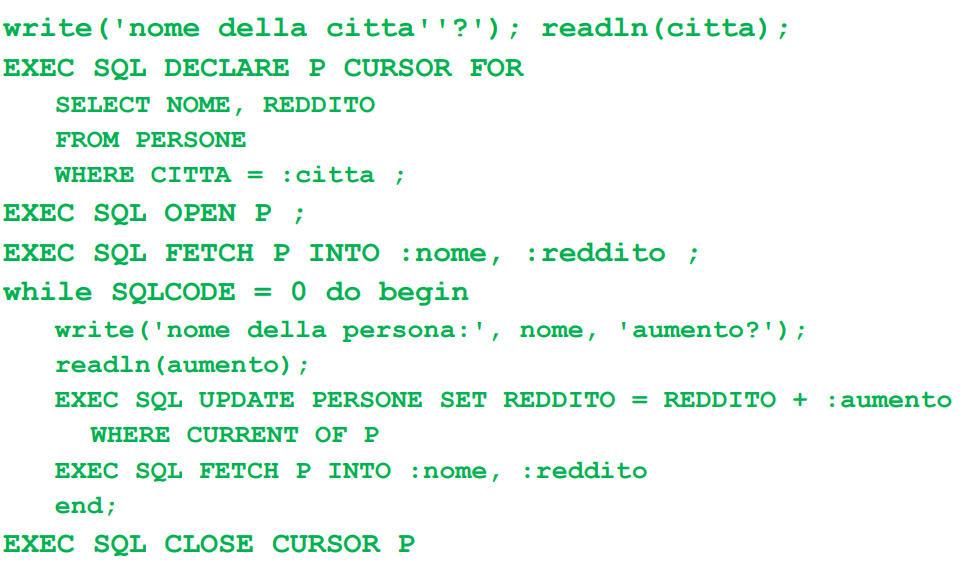 write('nome della citta''?'); readln(citta);
EXEC SQL DECLARE P CURSOR FOR
SELECT NOME, REDDITO
FROM PERSONE
WHERE CITTA = :citta ;
EXEC SQL OPEN P ;
EXEC SQL FETCH P INTO :nome, :reddito ;
while SQLCODE = 0 do begin
write('nome della persona:', nome, 'aumento?');
readln(aumento);
EXEC SQL UPDATE PERSONE SET REDDITO = REDDITO + :aumento
WHERE CURRENT OF P
EXEC SQL FETCH P INTO :nome, :reddito
end;
EXEC SQL CLOSE CURSOR P